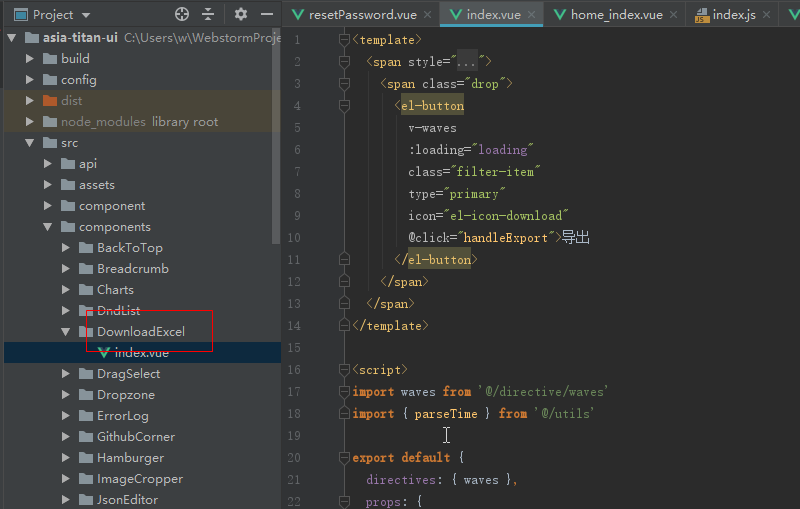 Project
resetPassword.vue
index.vue
home_index.vue
index.js
asia-titan-ui C:\Users\w\WebstormProj
build
config
dist
node_modules library root
src
api
assets
component
components
BackToTop
Breadcrumb
Charts
DndList
DownloadExcel
index.vue
DragSelect
Dropzone
ErrorLog
GithubCorner
Hamburger
ImageCropper
JsonEditor
1 <template>
2 <span style="...">
3 <span class="drop">
4 <el-button
5 v-waves
6 :loading="loading"
7 class="filter-item"
8 type="primary"
9 icon="el-icon-download"
10 @click="handleExport">导出
11 </el-button>
12 </span>
13 </span>
14 </template>
15
16 <script>
17 import waves from '@/directive/waves'
18 import { parseTime } from '@/utils'
19
20 export default {
21 directives: { waves },
22 props: {